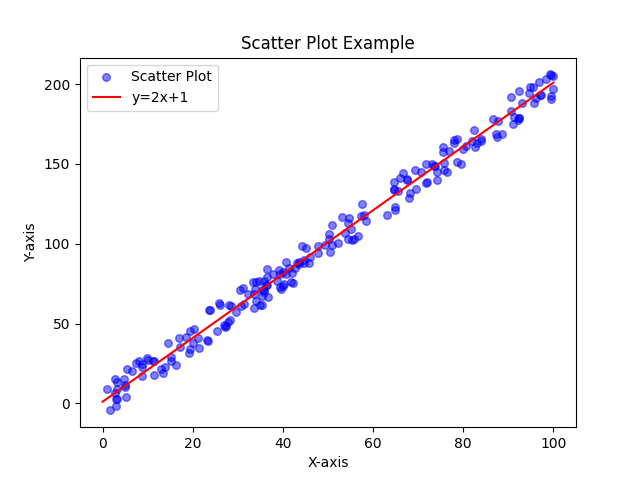 Scatter Plot Example
Scatter Plot
y=2x+1
200
150
100
50
0
Y-axis
0 20 40 60 80 100
X-axis